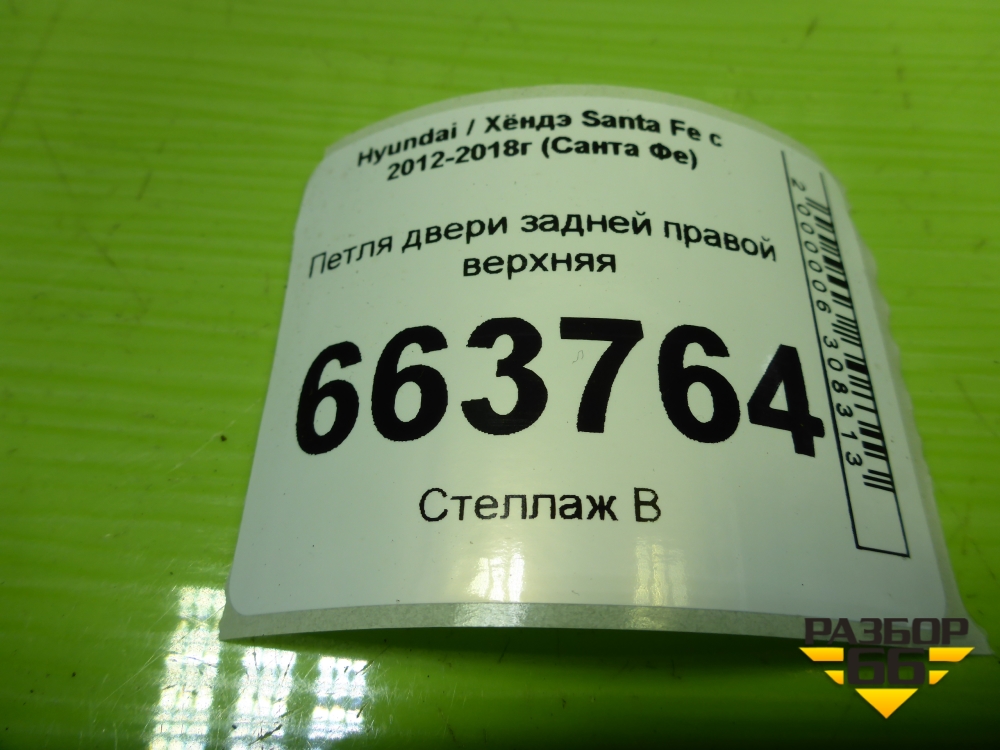 Hyundai / Хёндэ Santa Fe с
2012-2018г (Санта Фе)
Петля двери задней правой
верхняя
663764
Стеллаж В
2000006308313
РАЗБОР
66